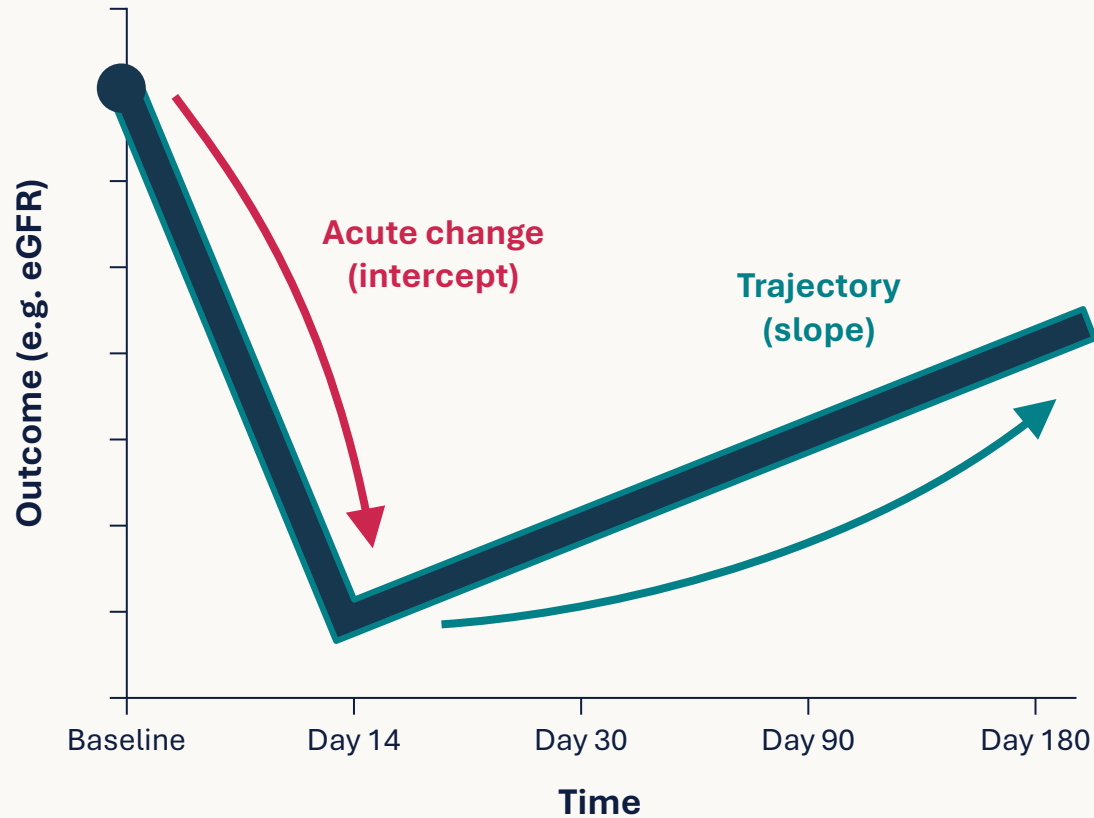 Outcome (e.g. eGFR)
Acute change
(intercept)
Trajectory
(slope)
Baseline
Day 14
Day 30
Day 90
Day 180
Time